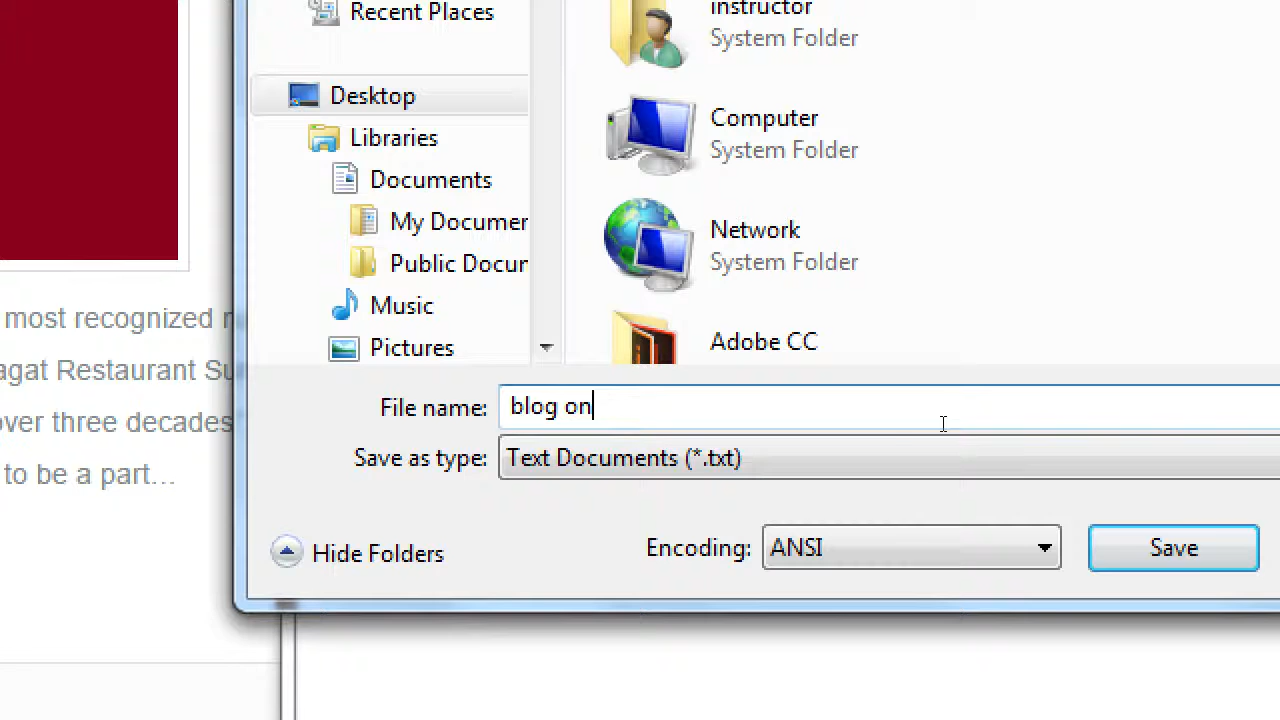 Recent Places
Desktop
Libraries
Documents
My Documen
Public Docur
Music
Pictures
instructor
System Folder
Computer
System Folder
Network
System Folder
Adobe CC
most recognized
agat Restaurant Su
over three decades
to be a part...
File name: blog on
Save as type: Text Documents (*.txt)
Hide Folders
Encoding: ANSI
Save